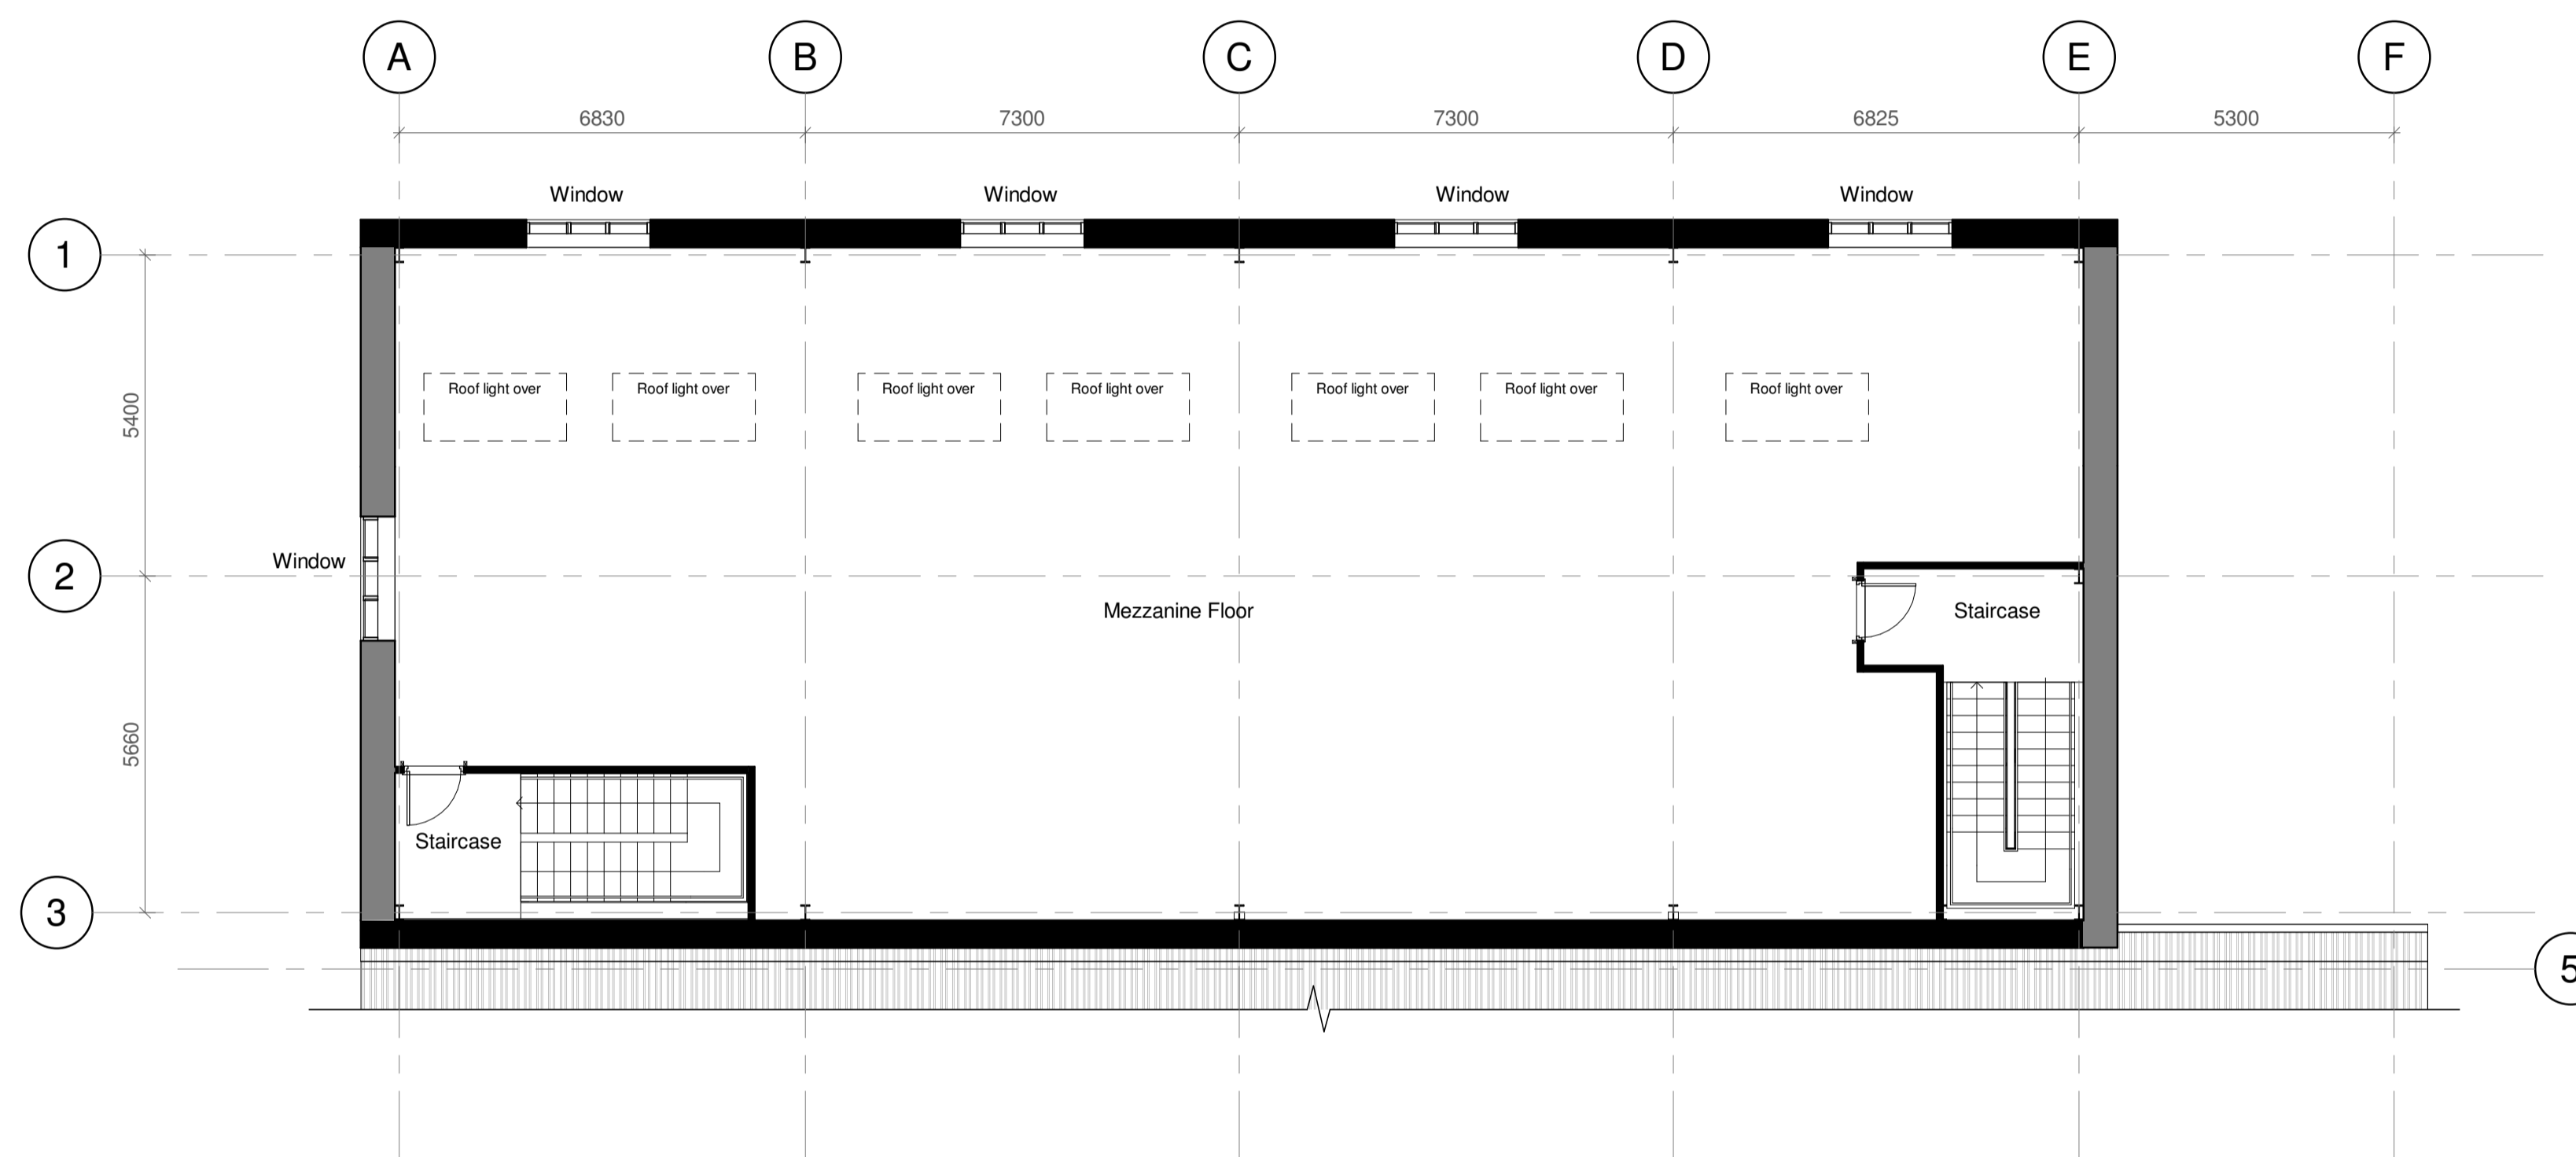 A B C D E F
6830 7300 7300 6825 5300
Window Window Window Window
1
Roof light over Roof light over Roof light over Roof light over Roof light over Roof light over Roof light over
5400
Window
2
Mezzanine Floor Staircase
5660
Staircase
3
5